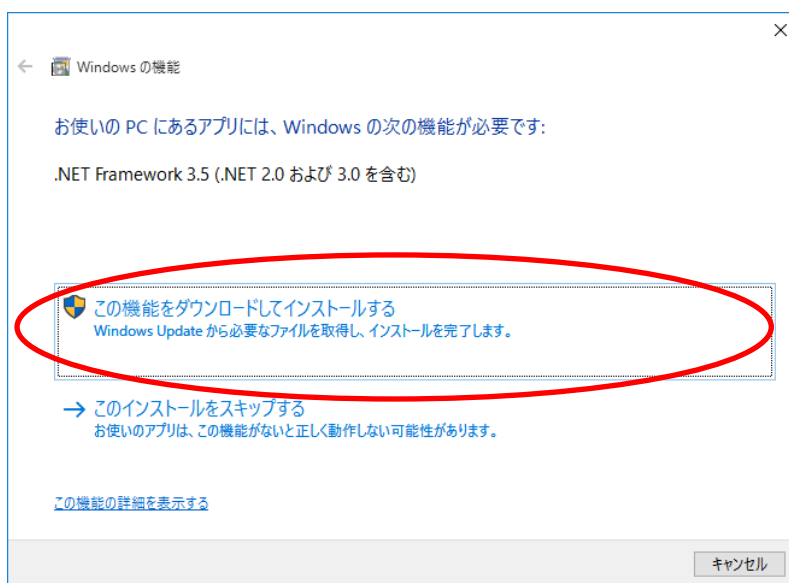 Windows の機能
お使いの PC にあるアプリには、Windows の次の機能が必要です:
.NET Framework 3.5 (.NET 2.0 および 3.0 を含む)
この機能をダウンロードしてインストールする
Windows Update から必要なファイルを取得し、インストールを完了します。
このインストールをスキップする
お使いのアプリは、この機能がないと正しく動作しない可能性があります。
この機能の詳細を表示する
キャンセル